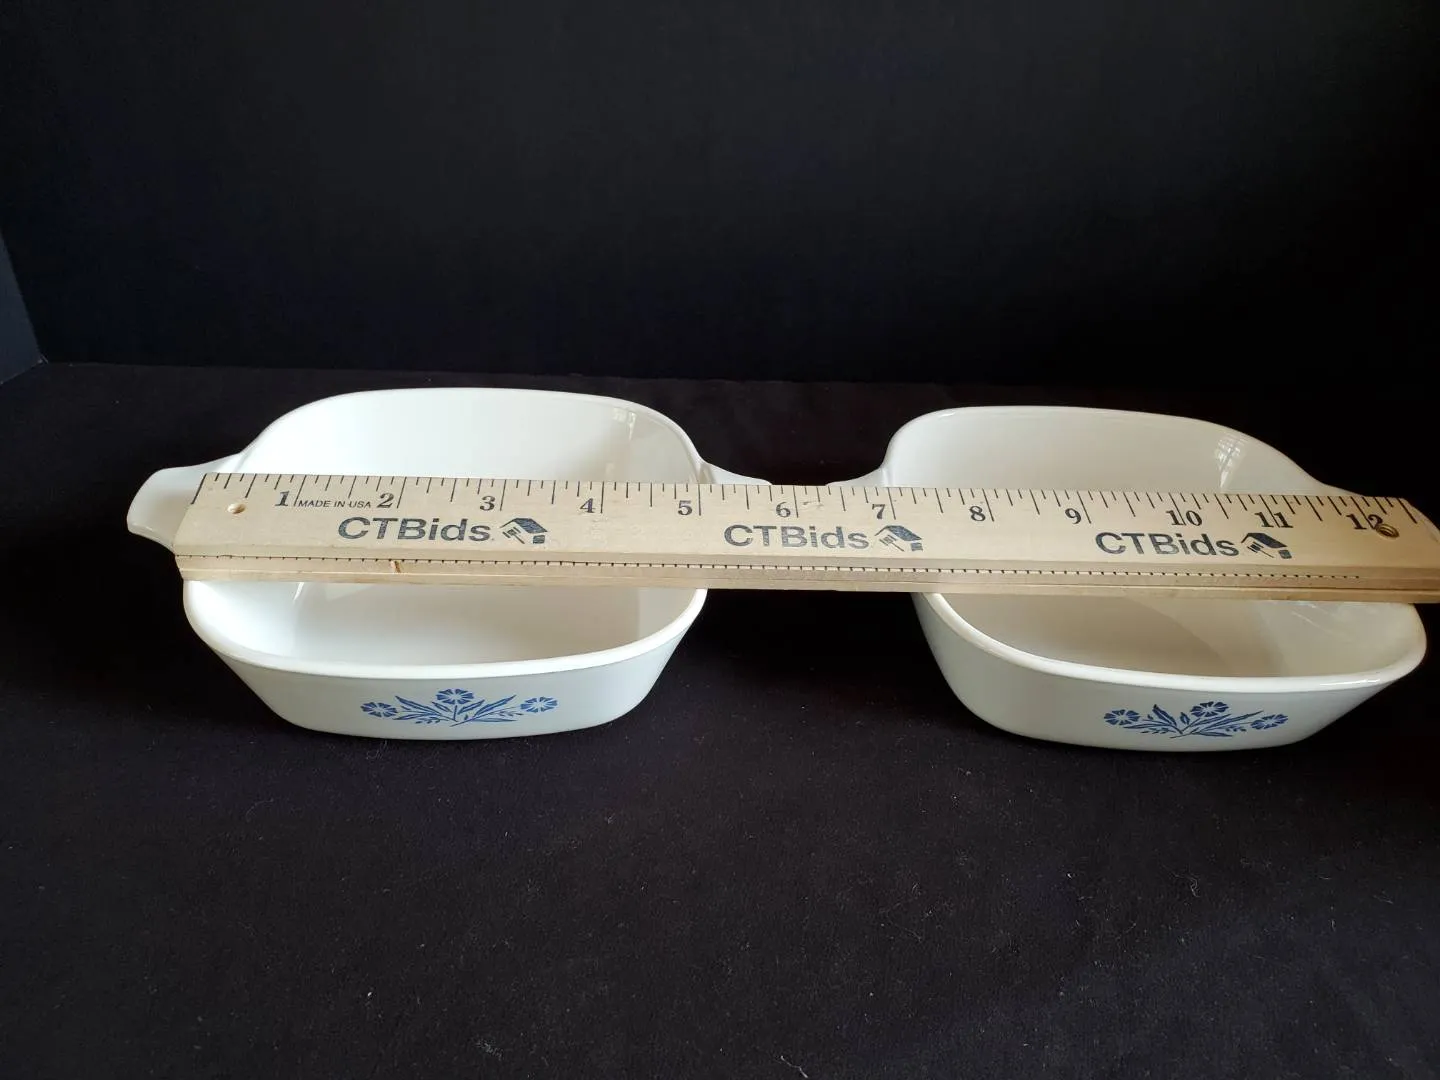 1 MADE IN USA 2 3 4 5 6 7 8 9 10 11 12
CTBids CTBids CTBids